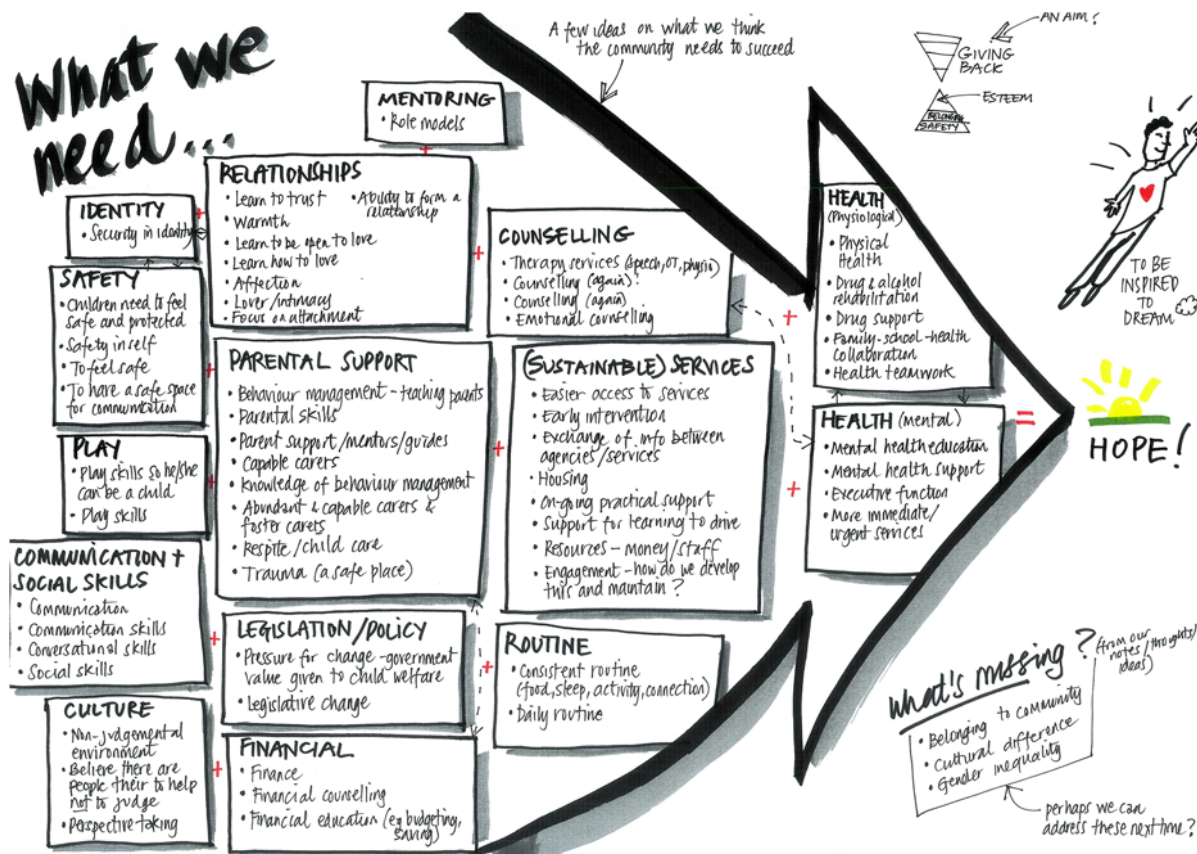 What we
need...
A few ideas on what we think
the community needs to succeed
AN AIM?
GIVING
BACK
ESTEEM
BELONGING
SAFETY
MENTORING
• Role models
RELATIONSHIPS
• Learn to trust
• Ability to form a
relationship
• Warmth
• Learn to be open to love
• Learn how to love
• Affection
• Lover/intimacy
• Focus on attachment
IDENTITY
• Security in identity
SAFETY
• Children need to feel
safe and protected
• Safety in self
• To feel safe
• To have a safe space
for communication
PLAY
• Play skills so he/she
can be a child
• Play skills
COMMUNICATION +
SOCIAL SKILLS
• Communication
• Communication skills
• Conversational skills
• Social skills
CULTURE
• Non-judgemental
environment
• Believe there are
people their to help
not to judge
• Perspective taking
PARENTAL SUPPORT
• Behaviour management - teaching parents
• Parental skills
• Parent support/mentors/guides
• Capable carers
• Knowledge of behaviour management
• Abundant & capable carers &
foster carers
• Respite/child care
• Trauma (a safe place)
LEGISLATION/POLICY
• Pressure for change - government
value given to child welfare
• Legislative change
FINANCIAL
• Finance
• Financial counselling
• Financial education (eg budgeting,
saving)
COUNSELLING
• Therapy services (speech, OT, physio)
• Counselling (again)
• Counselling (again)
• Emotional counselling
(SUSTAINABLE) SERVICES
• Easier access to services
• Early intervention
• Exchange of info between
agencies/services
• Housing
• On-going practical support
• Support for learning to drive
• Resources - money/staff
• Engagement - how do we develop
this and maintain?
ROUTINE
• Consistent routine
(food, sleep, activity, connection)
• Daily routine
HEALTH
(Physiological)
• Physical
Health
• Drug & alcohol
rehabilitation
• Drug support
• Family-school-health
collaboration
• Health teamwork
HEALTH (mental)
• Mental health education
• Mental health support
• Executive function
• More immediate/
urgent services
=
TO BE
INSPIRED
TO
DREAM
HOPE!
What's missing?
(from our
notes/thoughts/
ideas)
• Belonging to community
• Cultural difference
• Gender inequality
perhaps we can
address these next time?